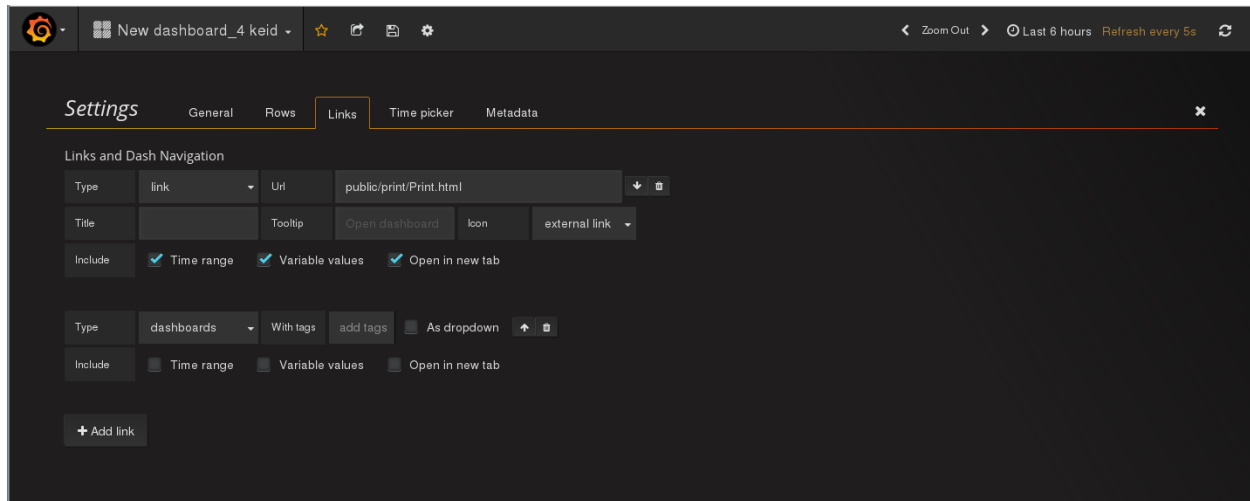 New dashboard_4 keid Zoom Out Last 6 hours Refresh every 5s
Settings General Rows Links Time picker Metadata
Links and Dash Navigation
Type link Url public/print/Print.html
Title Tooltip Open dashboard Icon external link
Include Time range Variable values Open in new tab
Type dashboards With tags add tags As dropdown
Include Time range Variable values Open in new tab
+ Add link